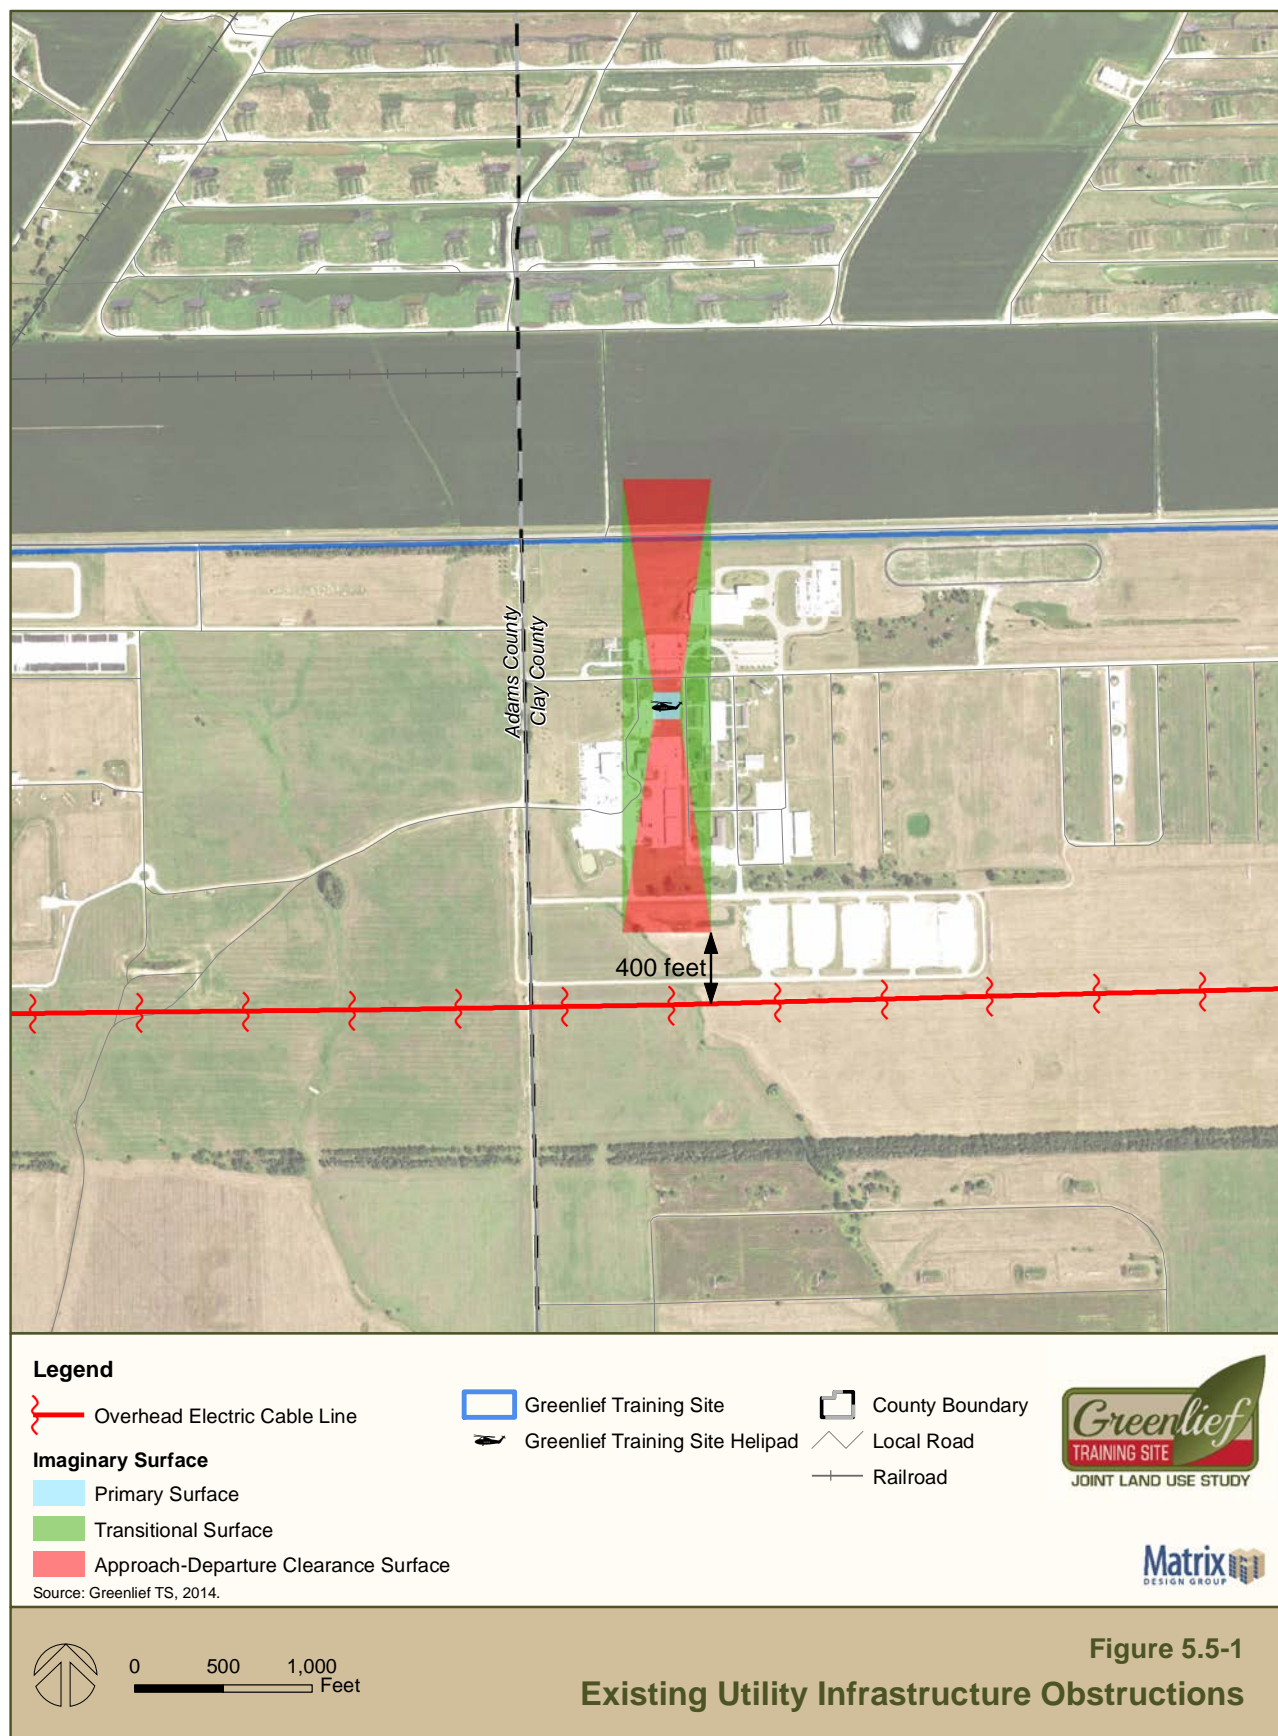 Adams County
Clay County
400 feet
Legend
Overhead Electric Cable Line
Imaginary Surface
Primary Surface
Transitional Surface
Approach-Departure Clearance Surface
Source: Greenlief TS, 2014.
Greenlief Training Site
Greenlief Training Site Helipad
County Boundary
Local Road
Railroad
Greenlief
TRAINING SITE
JOINT LAND USE STUDY
Matrix
DESIGN GROUP
0 500 1,000
Feet
Figure 5.5-1
Existing Utility Infrastructure Obstructions